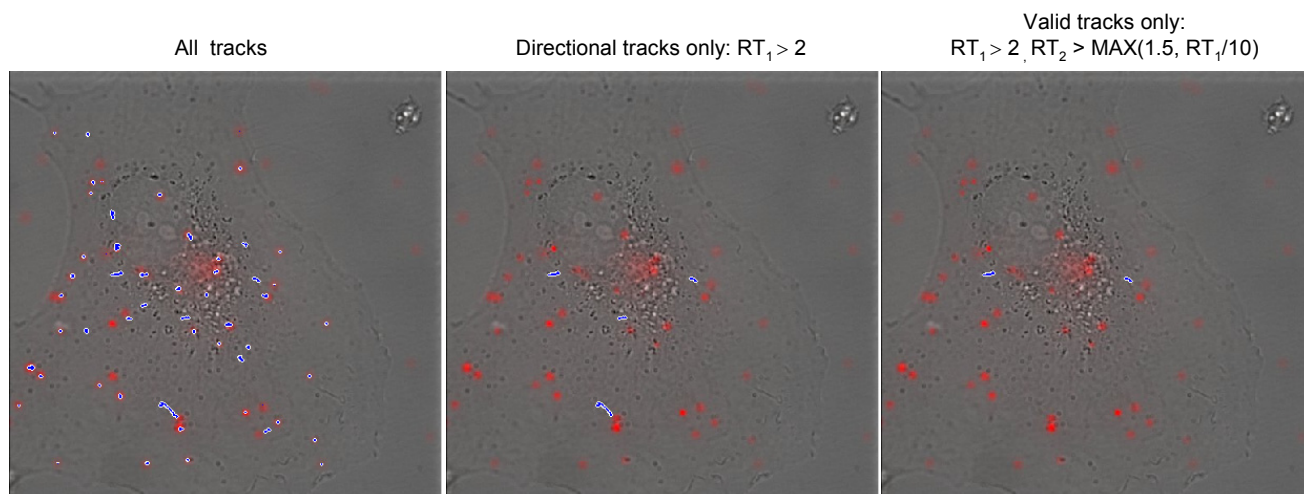 All tracks
Directional tracks only: RT1 > 2
Valid tracks only:
RT1 > 2 , RT2 > MAX(1.5, RT1/10)